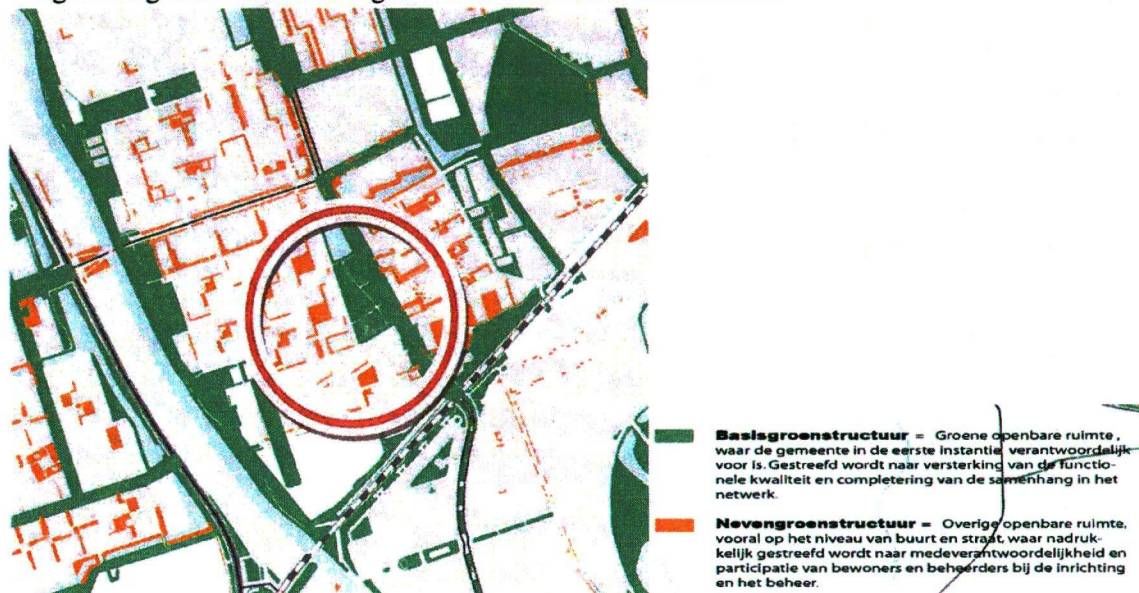 Basisgroenstructuur = Groene openbare ruimte,
waar de gemeente in de eerste instantie verantwoordelijk
voor is. Gestreefd wordt naar versterking van de functio-
nele kwaliteit en completering van de samenhang in het
netwerk.
Nevengroenstructuur = Overige openbare ruimte,
vooral op het niveau van buurt en straat, waar nadruk-
kelijk gestreefd wordt naar medeverantwoordelijkheid en
participatie van bewoners en beheerders bij de inrichting
en het beheer.